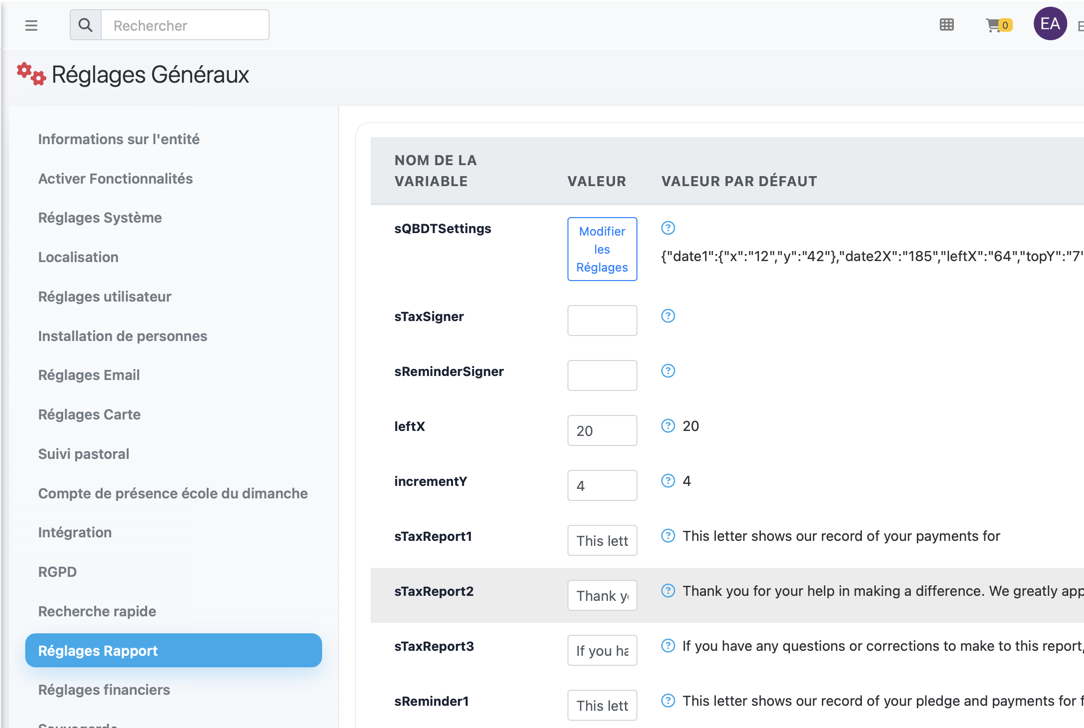 Rechercher
0
EA
Réglages Généraux
Informations sur l'entité
Activer Fonctionnalités
Réglages Système
Localisation
Réglages utilisateur
Installation de personnes
Réglages Email
Réglages Carte
Suivi pastoral
Compte de présence école du dimanche
Intégration
RGPD
Recherche rapide
Réglages Rapport
Réglages financiers
Sauvegarde
NOM DE LA
VARIABLE
VALEUR
VALEUR PAR DÉFAUT
sQBDTSettings
Modifier
les
Réglages
{"date1":{"x":"12","y":"42"},"date2X":"185","leftX":"64","topY":"7"
sTaxSigner
sReminderSigner
leftX
20
20
incrementY
4
4
sTaxReport1
This lett
This letter shows our record of your payments for
sTaxReport2
Thank y
Thank you for your help in making a difference. We greatly app
sTaxReport3
If you ha
If you have any questions or corrections to make to this report,
sReminder1
This lett
This letter shows our record of your pledge and payments for f